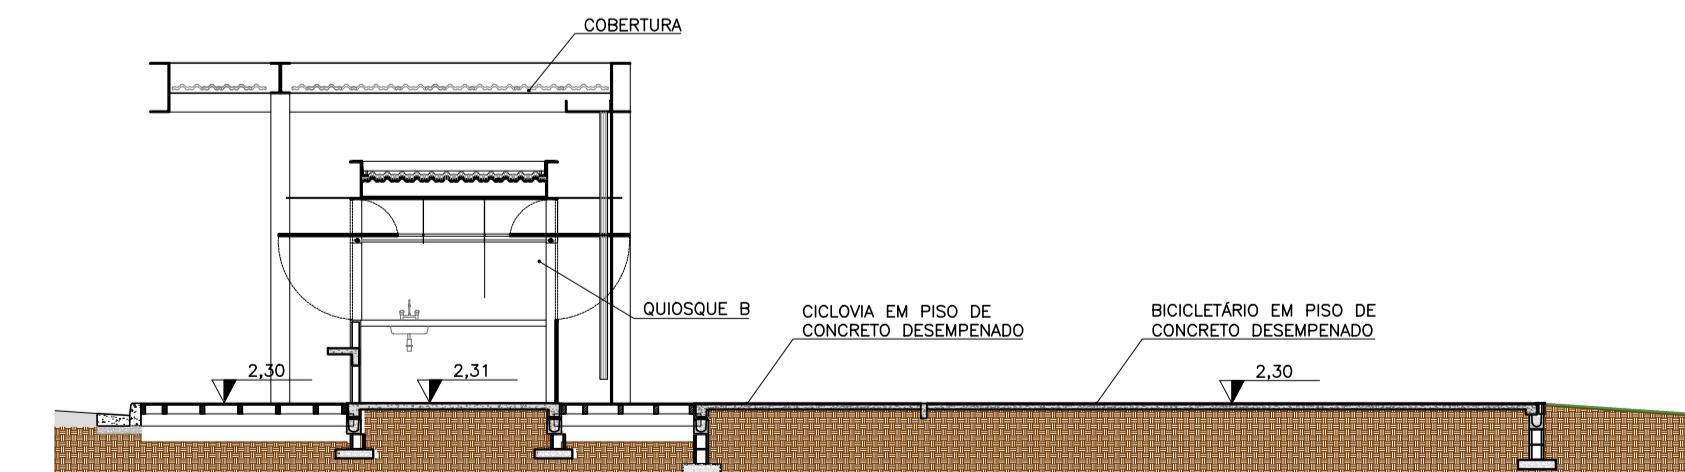 COBERTURA
QUIOSQUE B
CICLOVIA EM PISO DE
CONCRETO DESEMPENADO
BICICLETÁRIO EM PISO DE
CONCRETO DESEMPENADO
2,30
2,31
2,30